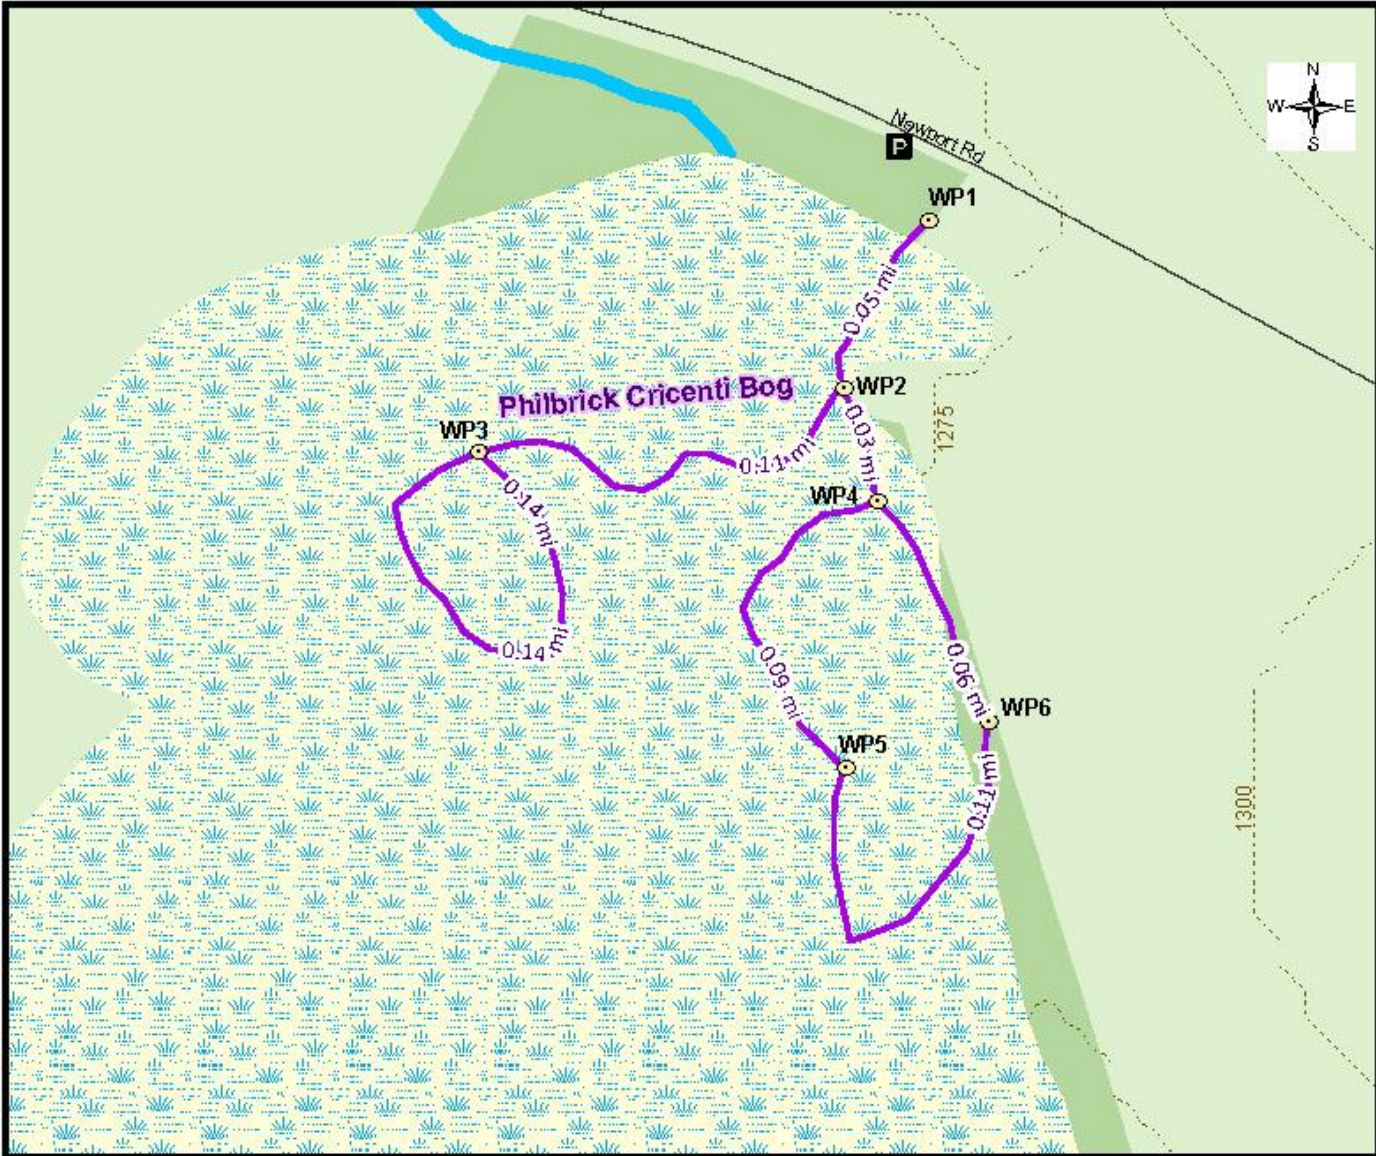 N
W E
S
Newport Rd
P
WP1
0.05 mi
WP2
Philbrick Cricenti Bog
0.03 mi
1275
WP3
0.11 mi
0.14 mi
WP4
0.14 mi
0.09 mi
0.06 mi
WP6
WP5
0.11 mi
1300